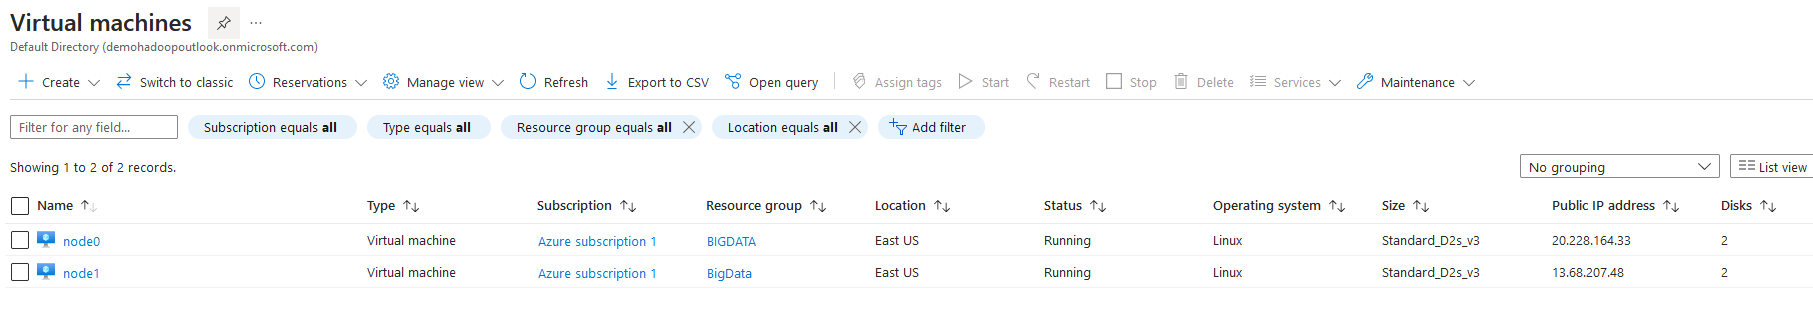 Virtual machines
Default Directory (demohadoopoutlook.onmicrosoft.com)
Create Switch to classic Reservations Manage view Refresh Export to CSV Open query Assign tags Start Restart Stop Delete Services Maintenance
Filter for any field... Subscription equals all Type equals all Resource group equals all Location equals all Add filter
Showing 1 to 2 of 2 records. No grouping List view
Name Type Subscription Resource group Location Status Operating system Size Public IP address Disks
node0 Virtual machine Azure subscription 1 BIGDATA East US Running Linux Standard_D2s_v3 20.228.164.33 2
node1 Virtual machine Azure subscription 1 BigData East US Running Linux Standard_D2s_v3 13.68.207.48 2